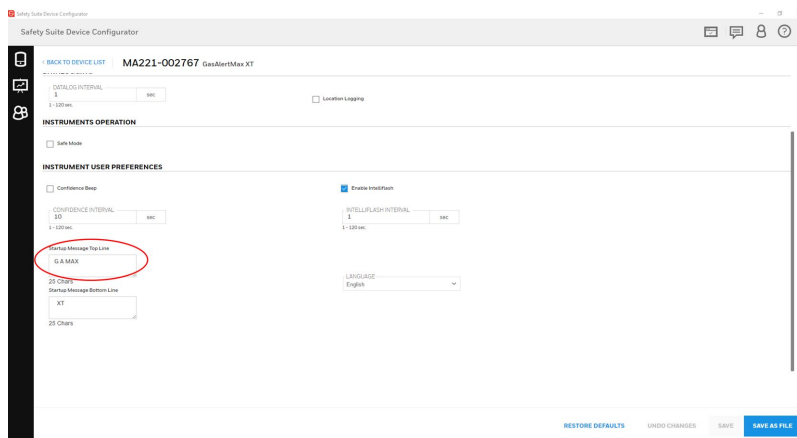 Safety Suite Device Configurator
Safety Suite Device Configurator
‹ BACK TO DEVICE LIST MA221-002767 GasAlertMax XT
DATALOG INTERVAL
1 sec
1 - 120 sec.
Location Logging
INSTRUMENTS OPERATION
Safe Mode
INSTRUMENT USER PREFERENCES
Confidence Beep
Enable Intelliflash
CONFIDENCE INTERVAL
10 sec
1 - 120 sec.
INTELLIFLASH INTERVAL
1 sec
1 - 120 sec.
Startup Message Top Line
G A MAX
25 Chars
LANGUAGE
English
Startup Message Bottom Line
XT
25 Chars
RESTORE DEFAULTS UNDO CHANGES SAVE SAVE AS FILE